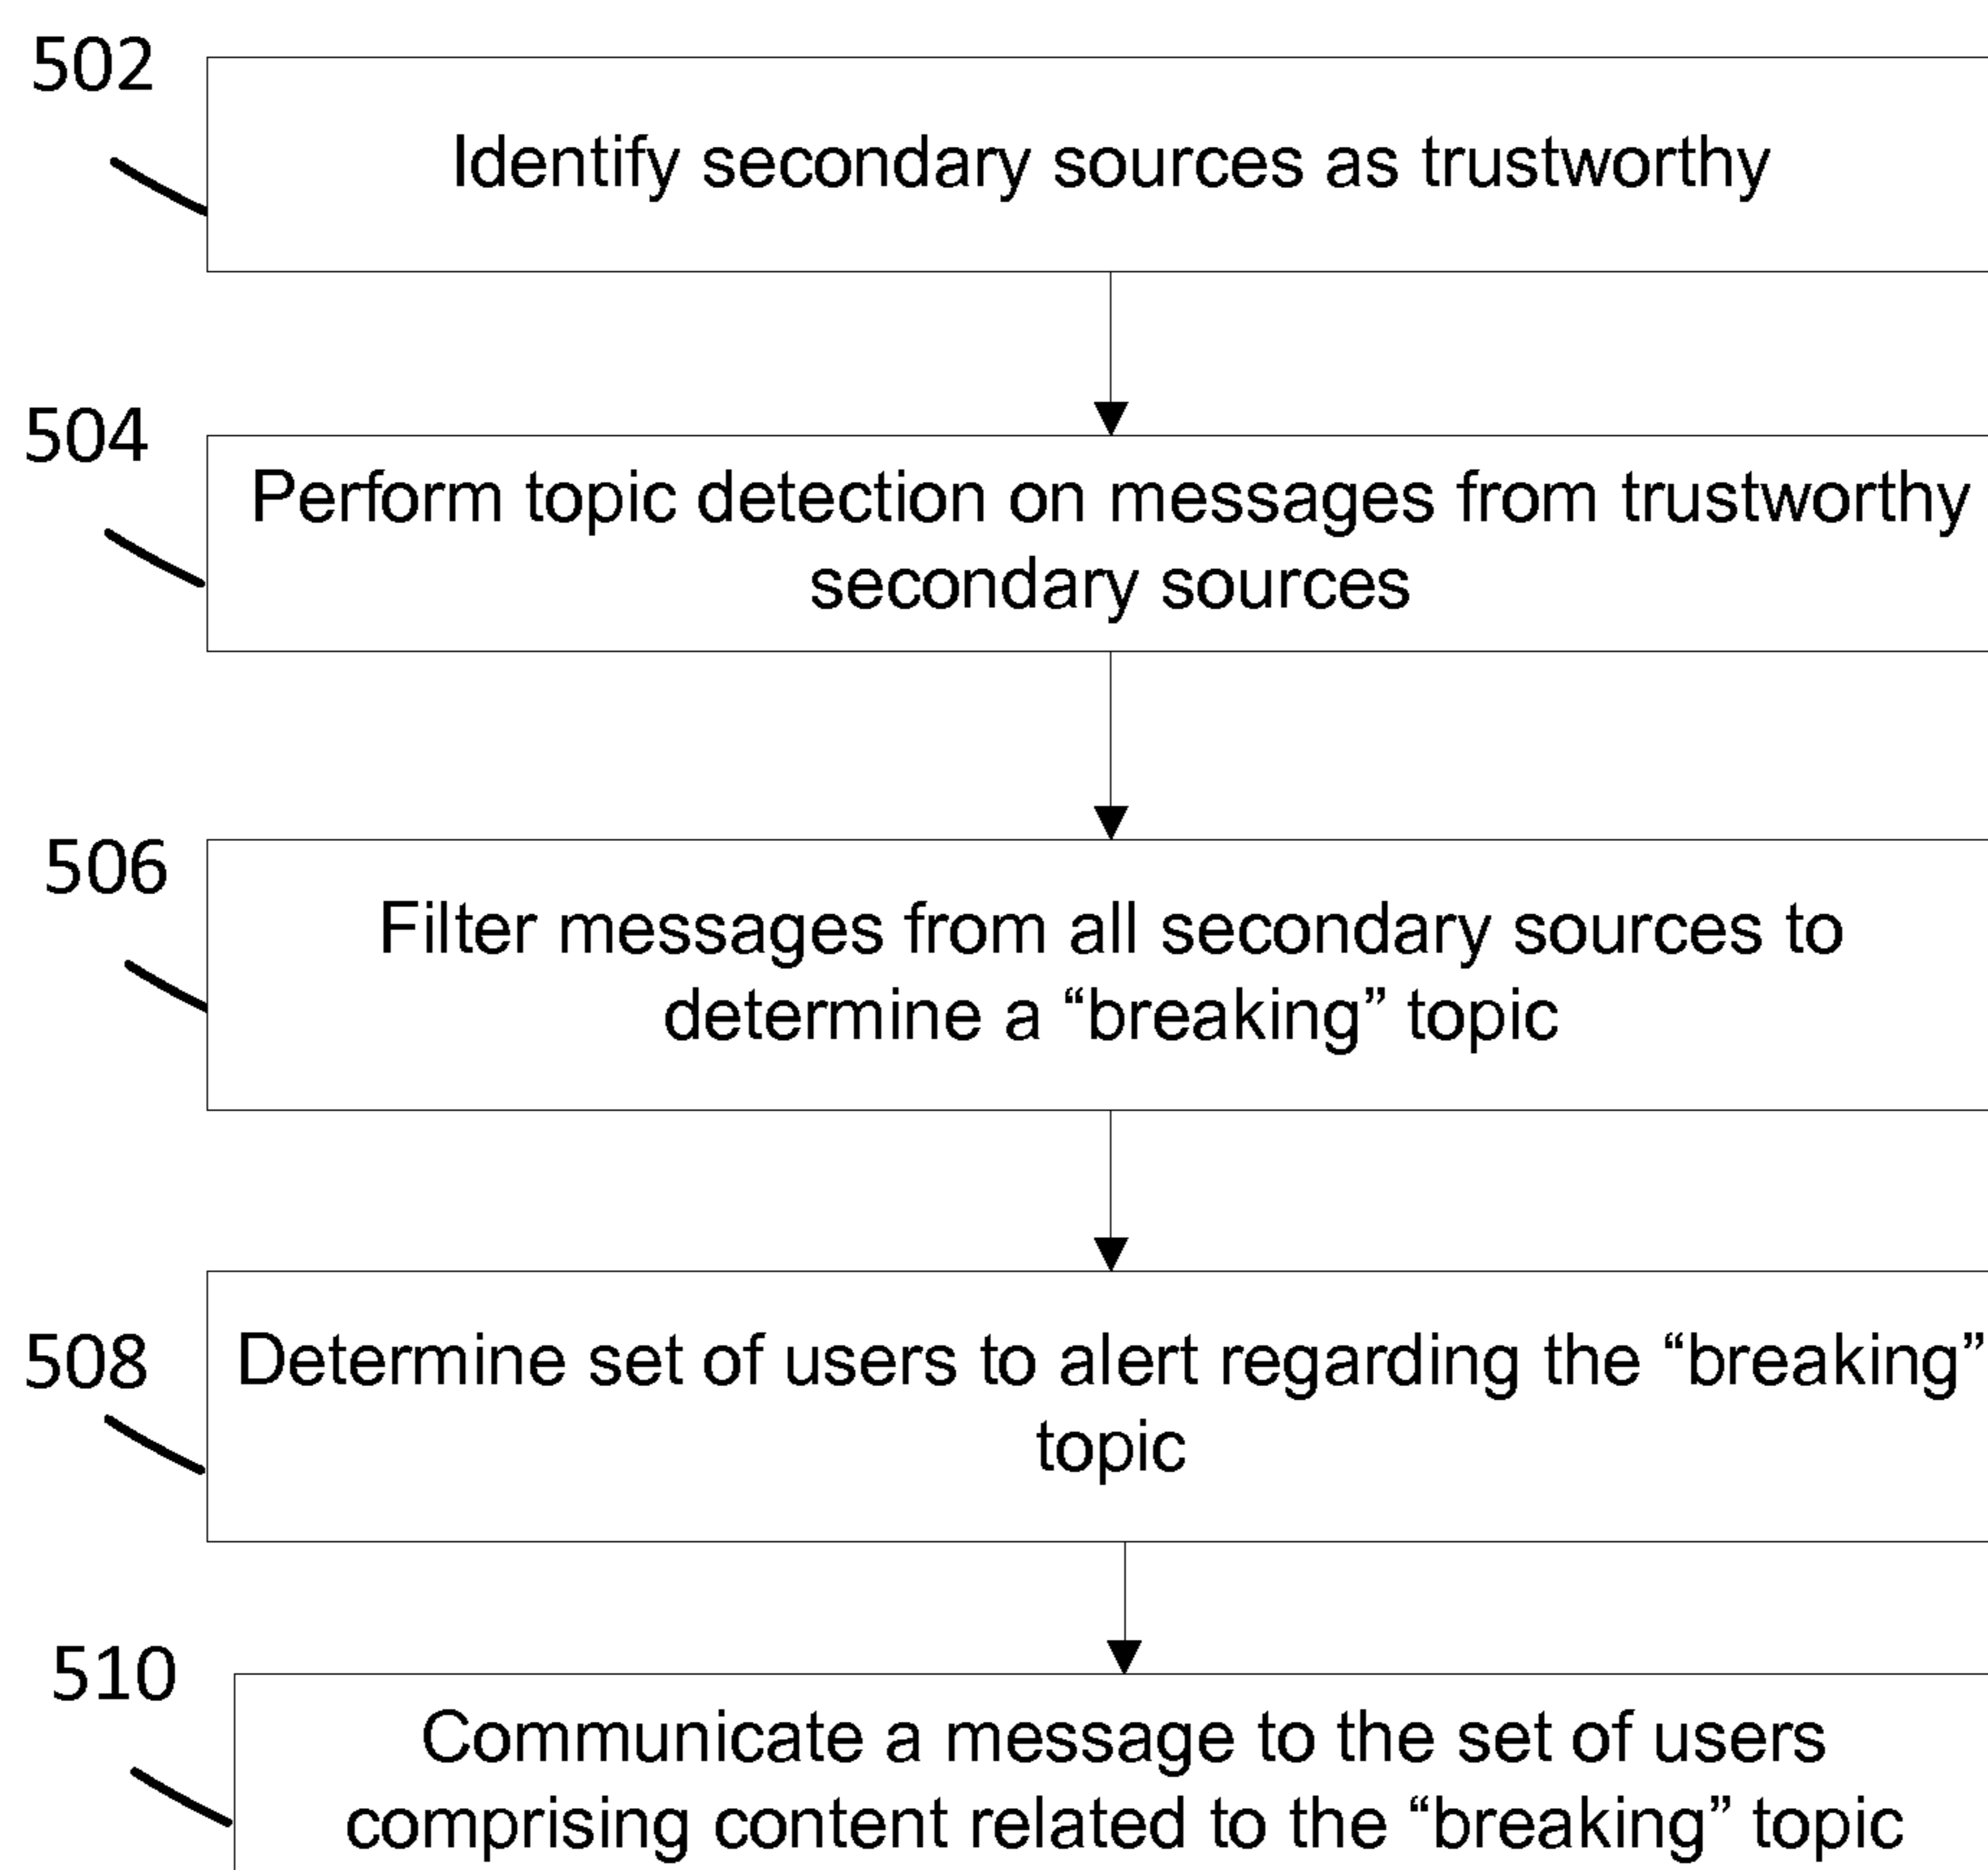 502
Identify secondary sources as trustworthy
504
Perform topic detection on messages from trustworthy
secondary sources
506
Filter messages from all secondary sources to
determine a “breaking” topic
508
Determine set of users to alert regarding the “breaking”
topic
510
Communicate a message to the set of users
comprising content related to the “breaking” topic